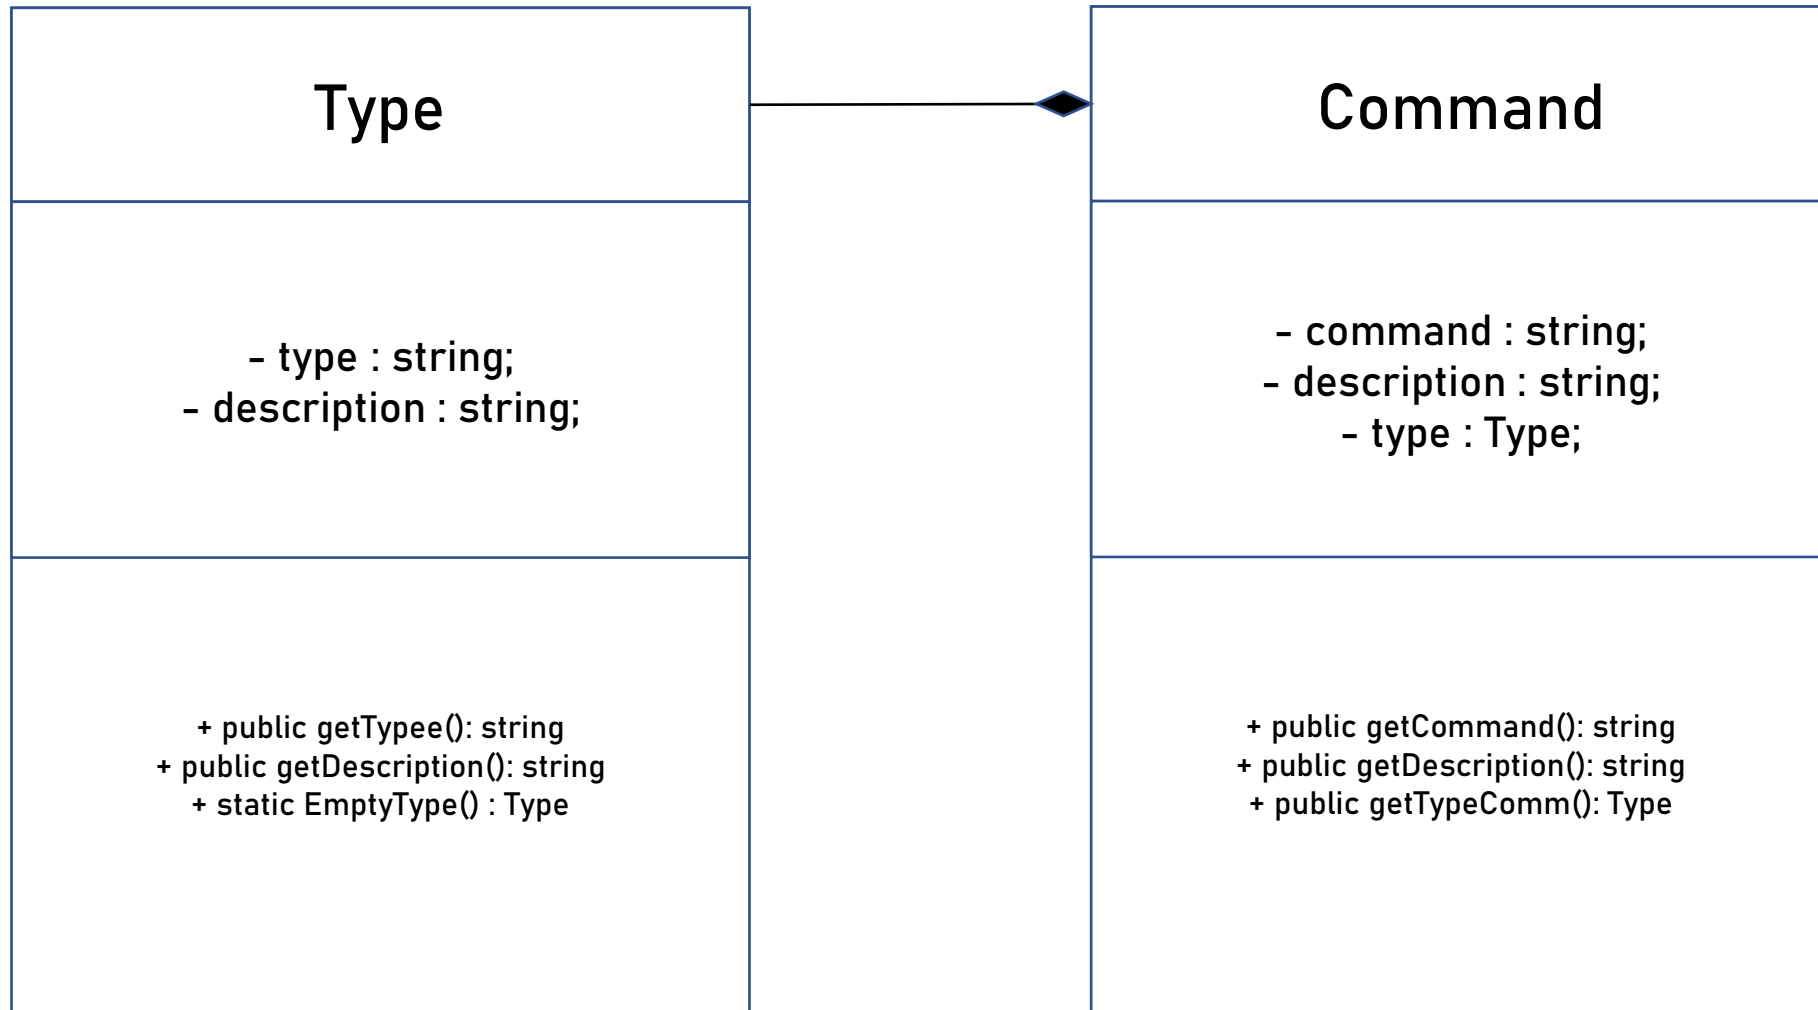 Type
- type : string;
- description : string;
+ public getTypee(): string
+ public getDescription(): string
+ static EmptyType() : Type
Command
- command : string;
- description : string;
- type : Type;
+ public getCommand(): string
+ public getDescription(): string
+ public getTypeComm(): Type